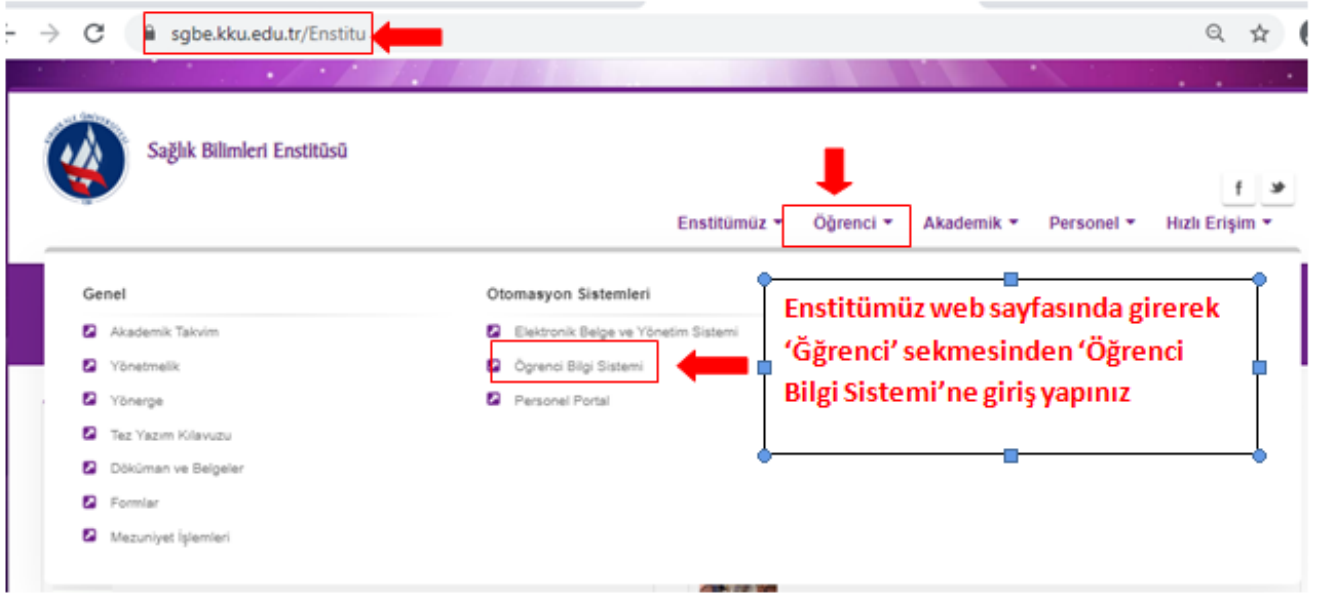 sgbe.kku.edu.tr/Enstitu
Sağlık Bilimleri Enstitüsü
Enstitümüz Öğrenci Akademik Personel Hızlı Erişim
Genel
Akademik Takvim
Yönetmelik
Yönerge
Tez Yazım Kılavuzu
Döküman ve Belgeler
Formlar
Mezuniyet İşlemleri
Otomasyon Sistemleri
Elektronik Belge ve Yönetim Sistemi
Ögrenci Bilgi Sistemi
Personel Portal
Enstitümüz web sayfasında girerek
‘Ğğrenci’ sekmesinden ‘Öğrenci
Bilgi Sistemi’ne giriş yapınız